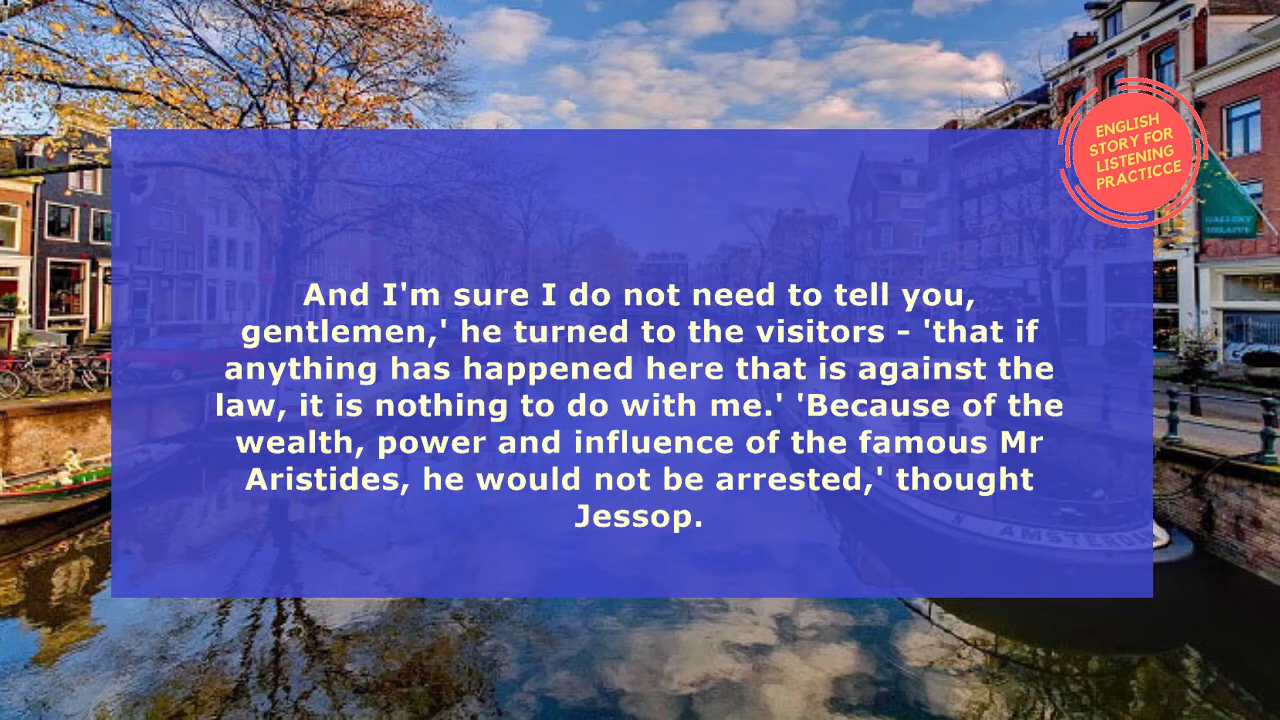 ENGLISH
STORY FOR
LISTENING
PRACTICCE
GALLERY
And I'm sure I do not need to tell you,
gentlemen,' he turned to the visitors - 'that if
anything has happened here that is against the
law, it is nothing to do with me.' 'Because of the
wealth, power and influence of the famous Mr
Aristides, he would not be arrested,' thought
Jessop.
AMSTERDAM